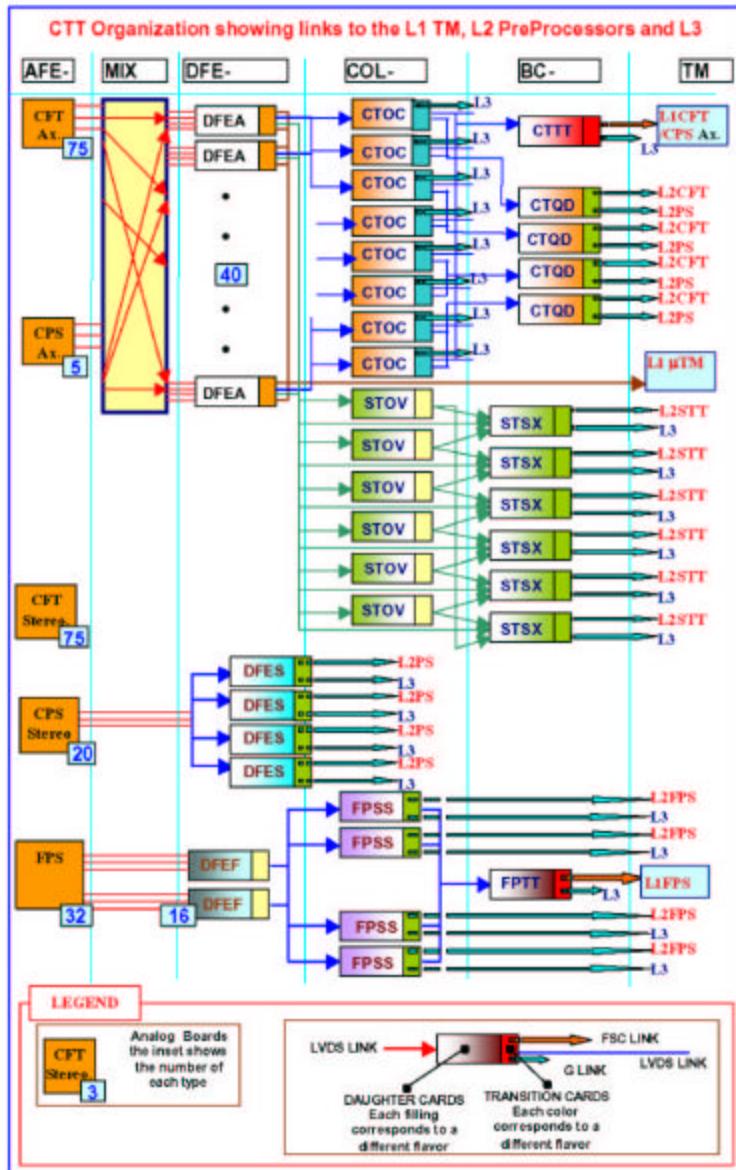 CTT Organization showing links to the L1 TM, L2 PreProcessors and L3
AFE- MIX DFE- COL- BC- TM
CFT Ax. 75
DFEA
DFEA
40
DFEA
CPS Ax. 5
CTOC L3
CTOC L3
CTOC L3
CTOC L3
CTOC L3
CTOC L3
CTOC L3
CTOC L3
CTTT L3
L1CFT /CPS Ax.
CTQD L2CFT L2PS
CTQD L2CFT L2PS
CTQD L2CFT L2PS
CTQD L2CFT L2PS
L1 µTM
STOV
STOV
STOV
STOV
STOV
STOV
STSX L2STT L3
STSX L2STT L3
STSX L2STT L3
STSX L2STT L3
STSX L2STT L3
STSX L2STT L3
CFT Stereo 75
CPS Stereo 20
DFES L2PS L3
DFES L2PS L3
DFES L2PS L3
DFES L2PS L3
FPS 32
DFEF
DFEF
16
FPSS L2FPS L3
FPSS L2FPS L3
FPTT L3 L1FPS
FPSS L2FPS L3
FPSS L2FPS L3
LEGEND
CFT Stereo 3
Analog Boards
the inset shows
the number of
each type
LVDS LINK
FSC LINK
LVDS LINK
G LINK
DAUGHTER CARDS
Each filling
corresponds to a
different flavor
TRANSITION CARDS
Each color
corresponds to a
different flavor